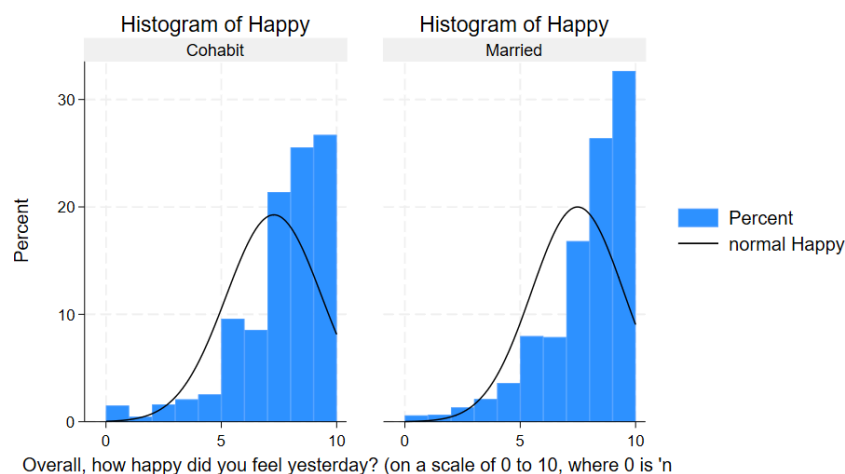 Histogram of Happy
Histogram of Happy
Cohabit
Married
Percent
30
20
10
0
0
5
10
0
5
10
Overall, how happy did you feel yesterday? (on a scale of 0 to 10, where 0 is 'n
Percent
normal Happy